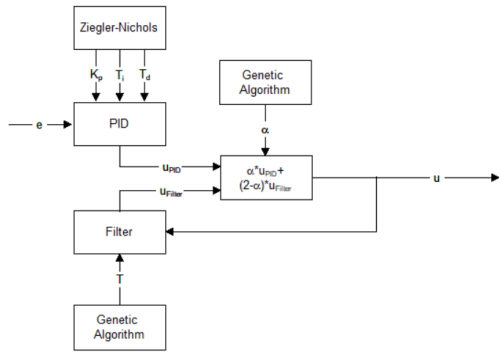 Ziegler-Nichols
Kp Ti Td
Genetic
Algorithm
e
PID
α
uPID
α*uPID+
(2-α)*uFilter
u
uFilter
Filter
T
Genetic
Algorithm